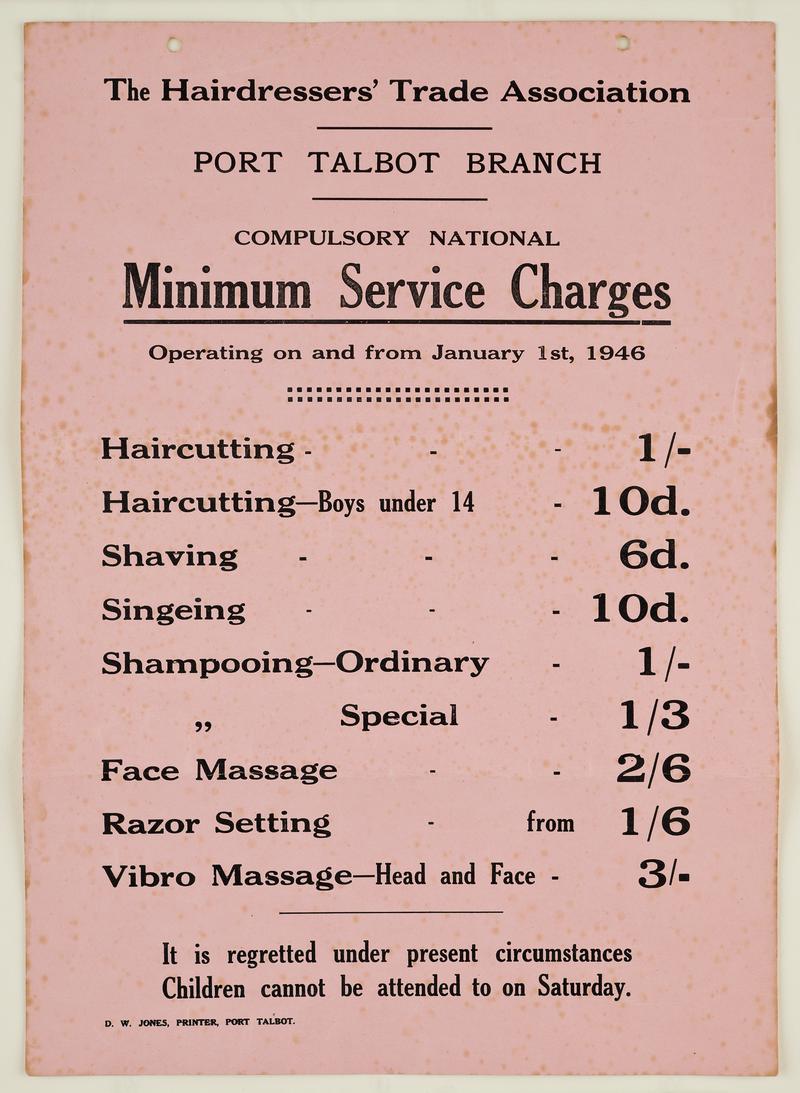 The Hairdressers' Trade Association
PORT TALBOT BRANCH
COMPULSORY NATIONAL
Minimum Service Charges
Operating on and from January 1st, 1946
Haircutting - - - 1/-
Haircutting—Boys under 14 - 10d.
Shaving - - - 6d.
Singeing - - - 10d.
Shampooing—Ordinary - 1/-
„ Special - 1/3
Face Massage - - 2/6
Razor Setting - from 1/6
Vibro Massage—Head and Face - 3/-
It is regretted under present circumstances
Children cannot be attended to on Saturday.
D. W. JONES, PRINTER, PORT TALBOT.